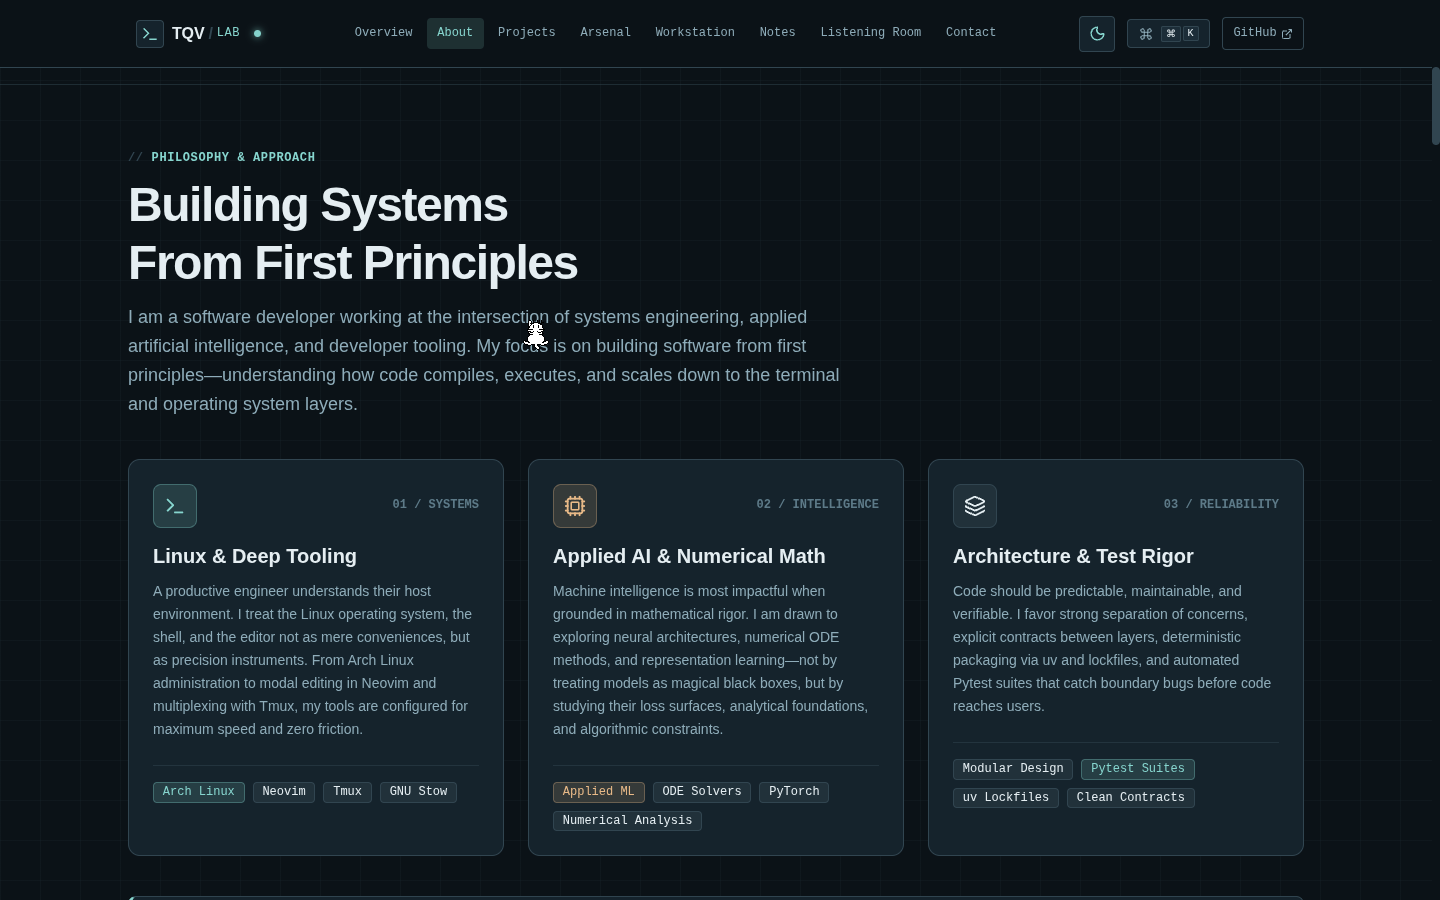 TQV / LAB
Overview About Projects Arsenal Workstation Notes Listening Room Contact
⌘ ⌘ K
GitHub
// PHILOSOPHY & APPROACH
Building Systems
From First Principles
I am a software developer working at the intersection of systems engineering, applied
artificial intelligence, and developer tooling. My focus is on building software from first
principles—understanding how code compiles, executes, and scales down to the terminal
and operating system layers.
01 / SYSTEMS
Linux & Deep Tooling
A productive engineer understands their host
environment. I treat the Linux operating system, the
shell, and the editor not as mere conveniences, but
as precision instruments. From Arch Linux
administration to modal editing in Neovim and
multiplexing with Tmux, my tools are configured for
maximum speed and zero friction.
Arch Linux Neovim Tmux GNU Stow
02 / INTELLIGENCE
Applied AI & Numerical Math
Machine intelligence is most impactful when
grounded in mathematical rigor. I am drawn to
exploring neural architectures, numerical ODE
methods, and representation learning—not by
treating models as magical black boxes, but by
studying their loss surfaces, analytical foundations,
and algorithmic constraints.
Applied ML ODE Solvers PyTorch
Numerical Analysis
03 / RELIABILITY
Architecture & Test Rigor
Code should be predictable, maintainable, and
verifiable. I favor strong separation of concerns,
explicit contracts between layers, deterministic
packaging via uv and lockfiles, and automated
Pytest suites that catch boundary bugs before code
reaches users.
Modular Design Pytest Suites
uv Lockfiles Clean Contracts